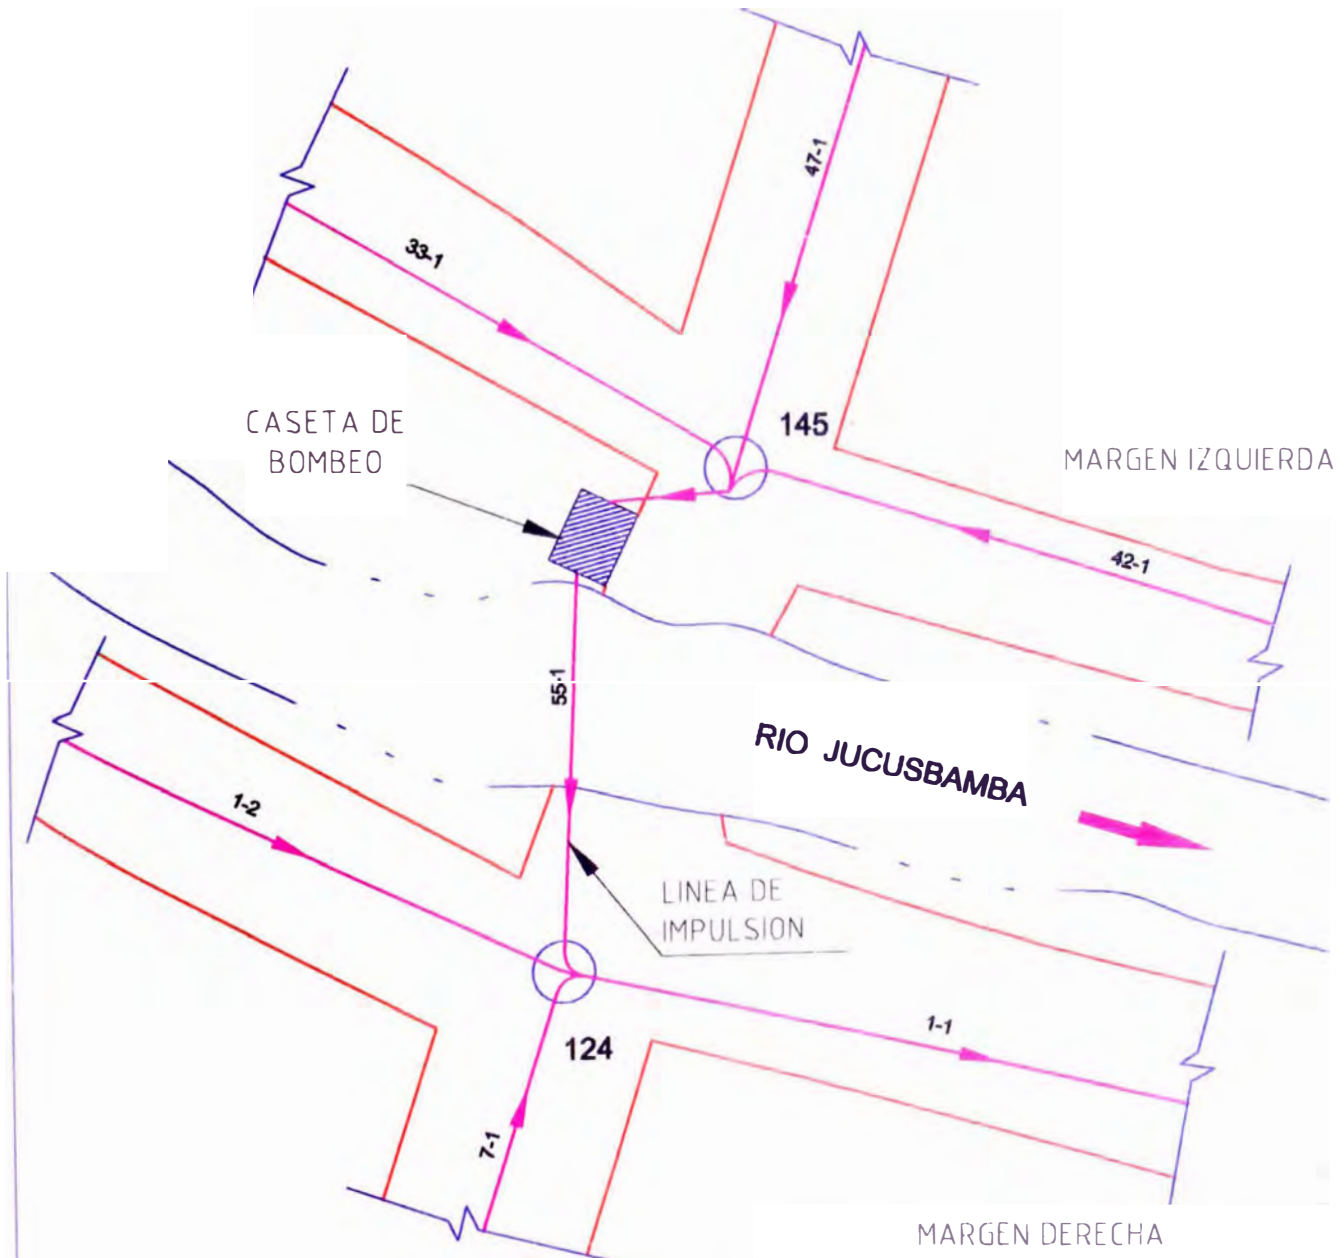 47-1
33-1
145
CASETA DE
BOMBEO
MARGEN IZQUIERDA
42-1
55-1
RIO JUCUSBAMBA
1-2
LINEA DE
IMPULSION
1-1
124
7-1
MARGEN DERECHA